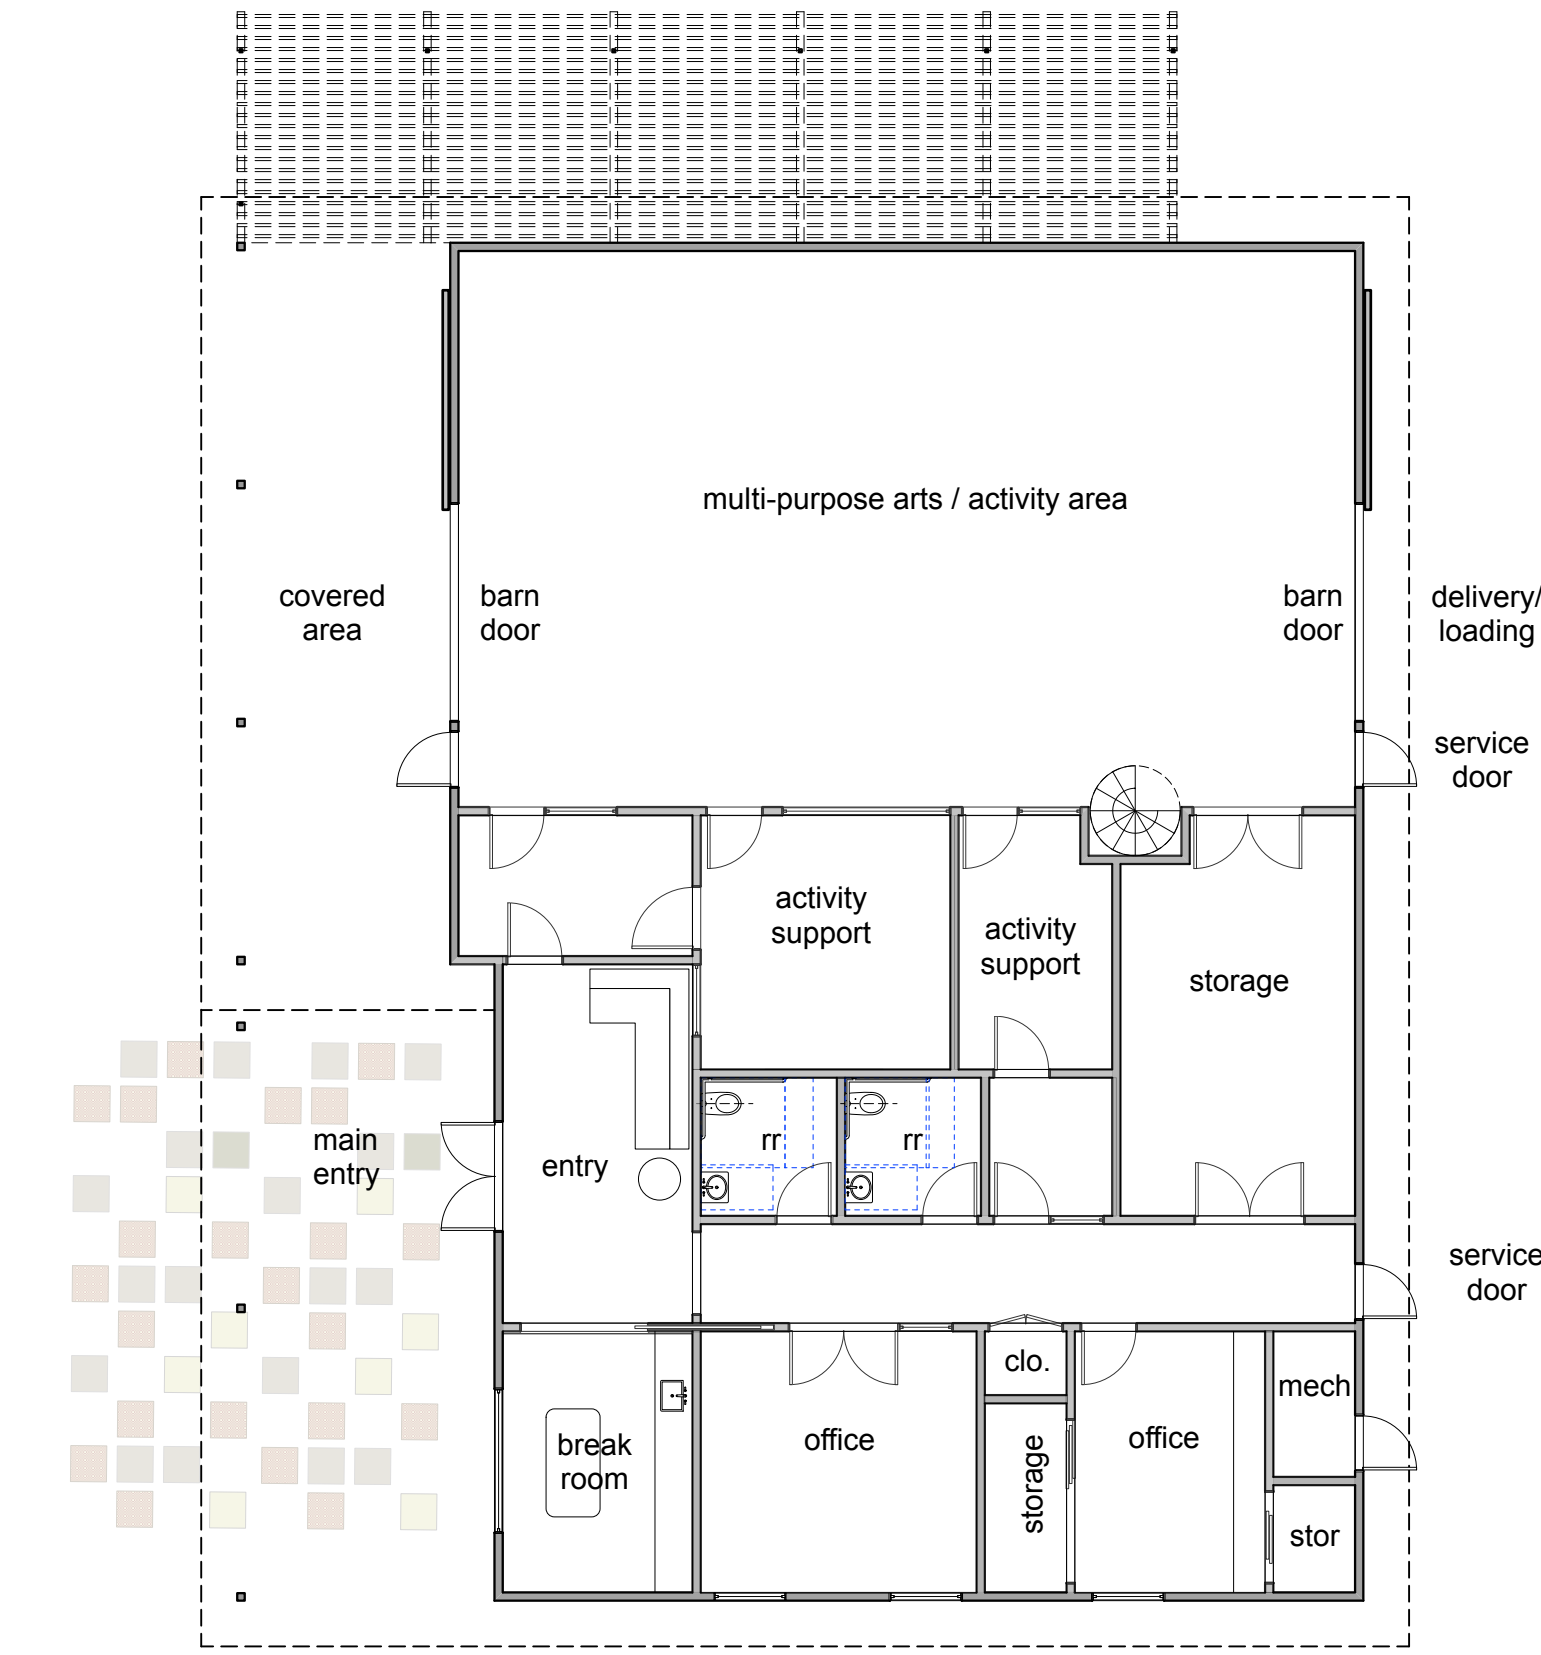 multi-purpose arts / activity area
covered
area
barn
door
barn
door
delivery/
loading
service
door
activity
support
activity
support
storage
main
entry
entry
rr
rr
service
door
clo.
mech
break
room
office
storage
office
stor